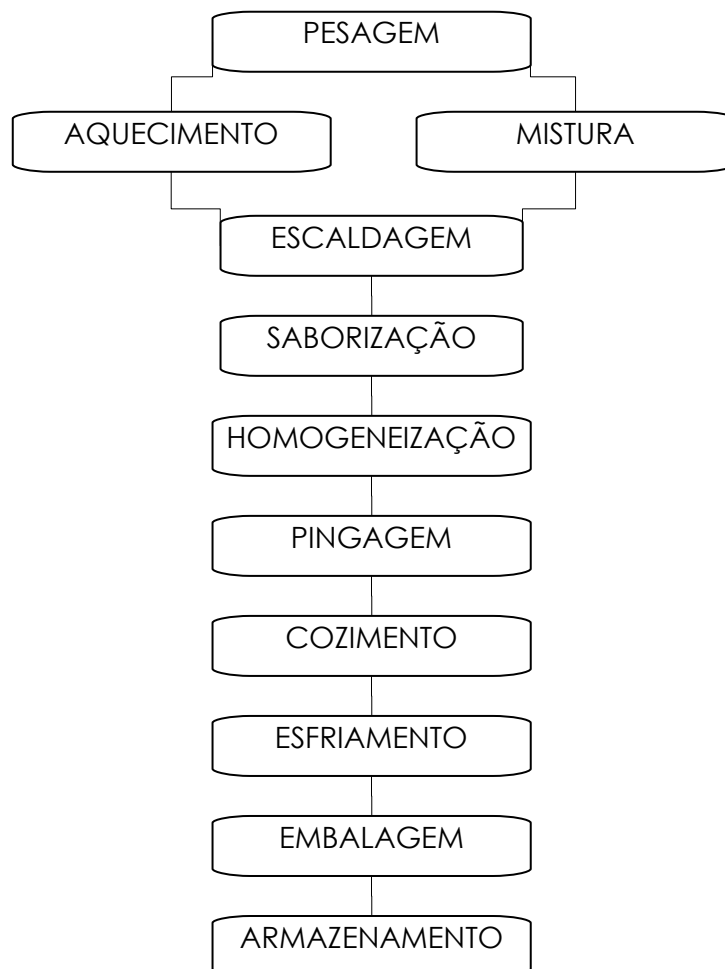 PESAGEM
AQUECIMENTO
MISTURA
ESCALDAGEM
SABORIZAÇÃO
HOMOGENEIZAÇÃO
PINGAGEM
COZIMENTO
ESFRIAMENTO
EMBALAGEM
ARMAZENAMENTO